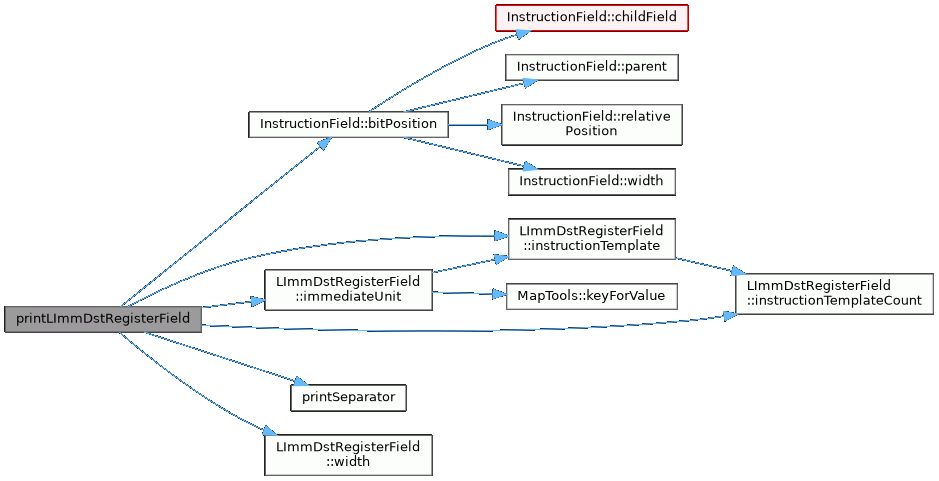 InstructionField::childField
InstructionField::parent
InstructionField::relative
Position
InstructionField::bitPosition
InstructionField::width
LImmDstRegisterField
::instructionTemplate
LImmDstRegisterField
::immediateUnit
MapTools::keyForValue
LImmDstRegisterField
::instructionTemplateCount
printLImmDstRegisterField
printSeparator
LImmDstRegisterField
::width